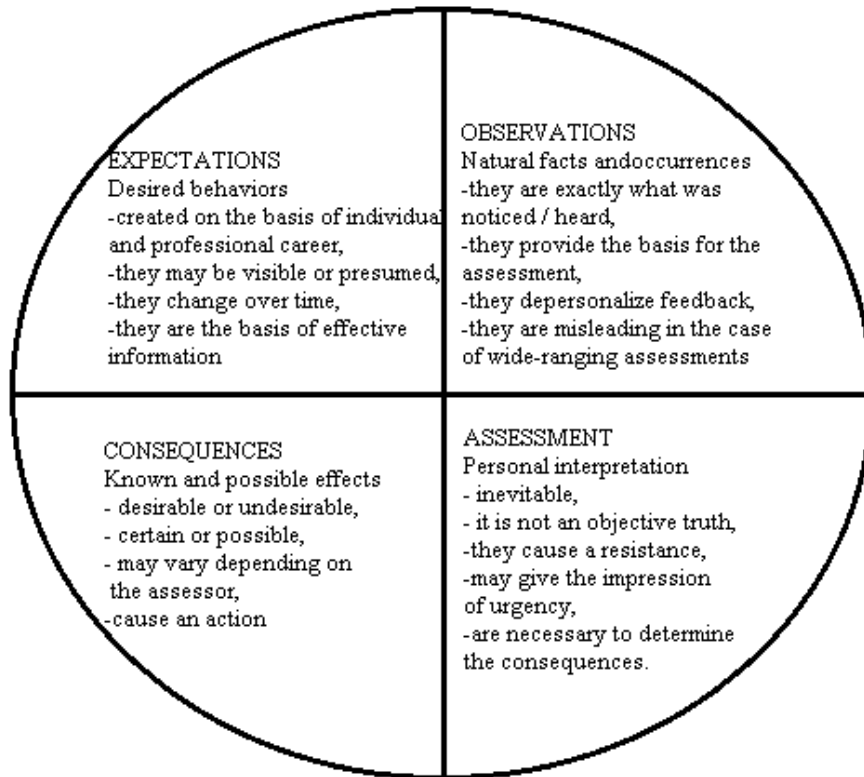 EXPECTATIONS
Desired behaviors
-created on the basis of individual
and professional career,
-they may be visible or presumed,
-they change over time,
-they are the basis of effective
information
OBSERVATIONS
Natural facts andoccurrences
-they are exactly what was
noticed / heard,
-they provide the basis for the
assessment,
-they depersonalize feedback,
-they are misleading in the case
of wide-ranging assessments
CONSEQUENCES
Known and possible effects
- desirable or undesirable,
- certain or possible,
- may vary depending on
the assessor,
-cause an action
ASSESSMENT
Personal interpretation
- inevitable,
- it is not an objective truth,
-they cause a resistance,
-may give the impression
of urgency,
-are necessary to determine
the consequences.